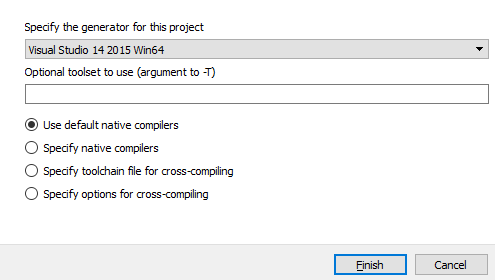 Specify the generator for this project
Visual Studio 14 2015 Win64
Optional toolset to use (argument to -T)
Use default native compilers
Specify native compilers
Specify toolchain file for cross-compiling
Specify options for cross-compiling
Finish
Cancel